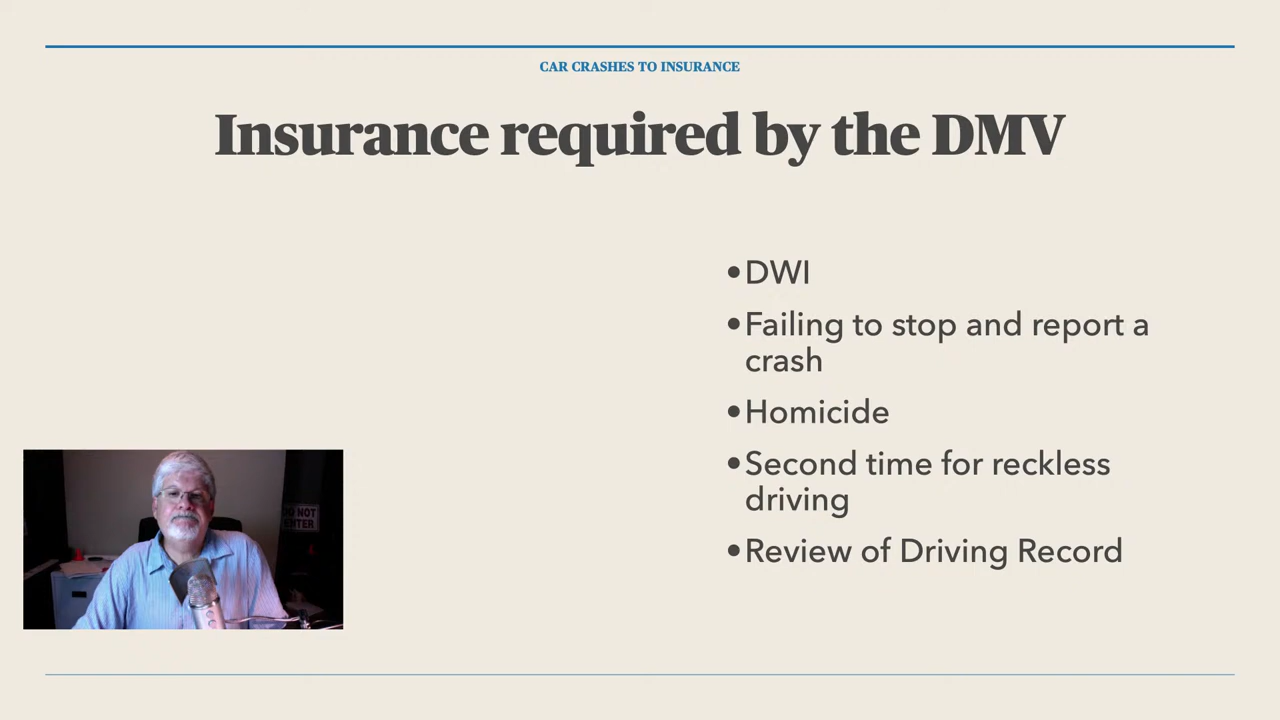 CAR CRASHES TO INSURANCE
Insurance required by the DMV
•DWI
•Failing to stop and report a
crash
•Homicide
•Second time for reckless
driving
•Review of Driving Record
DO NOT
ENTER